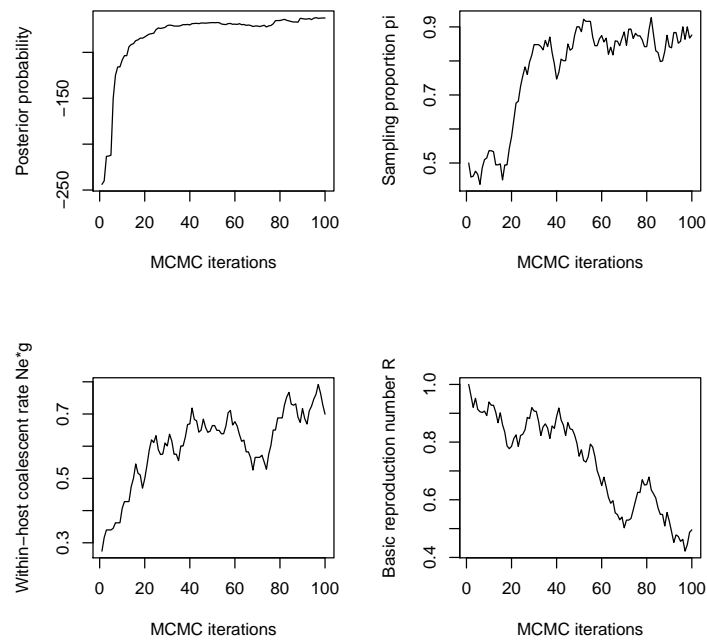 Posterior probability
−250
−150
0 20 40 60 80 100
MCMC iterations
Sampling proportion pi
0.5
0.7
0.9
0 20 40 60 80 100
MCMC iterations
Within−host coalescent rate Ne*g
0.3
0.5
0.7
0 20 40 60 80 100
MCMC iterations
Basic reproduction number R
0.4
0.6
0.8
1.0
0 20 40 60 80 100
MCMC iterations